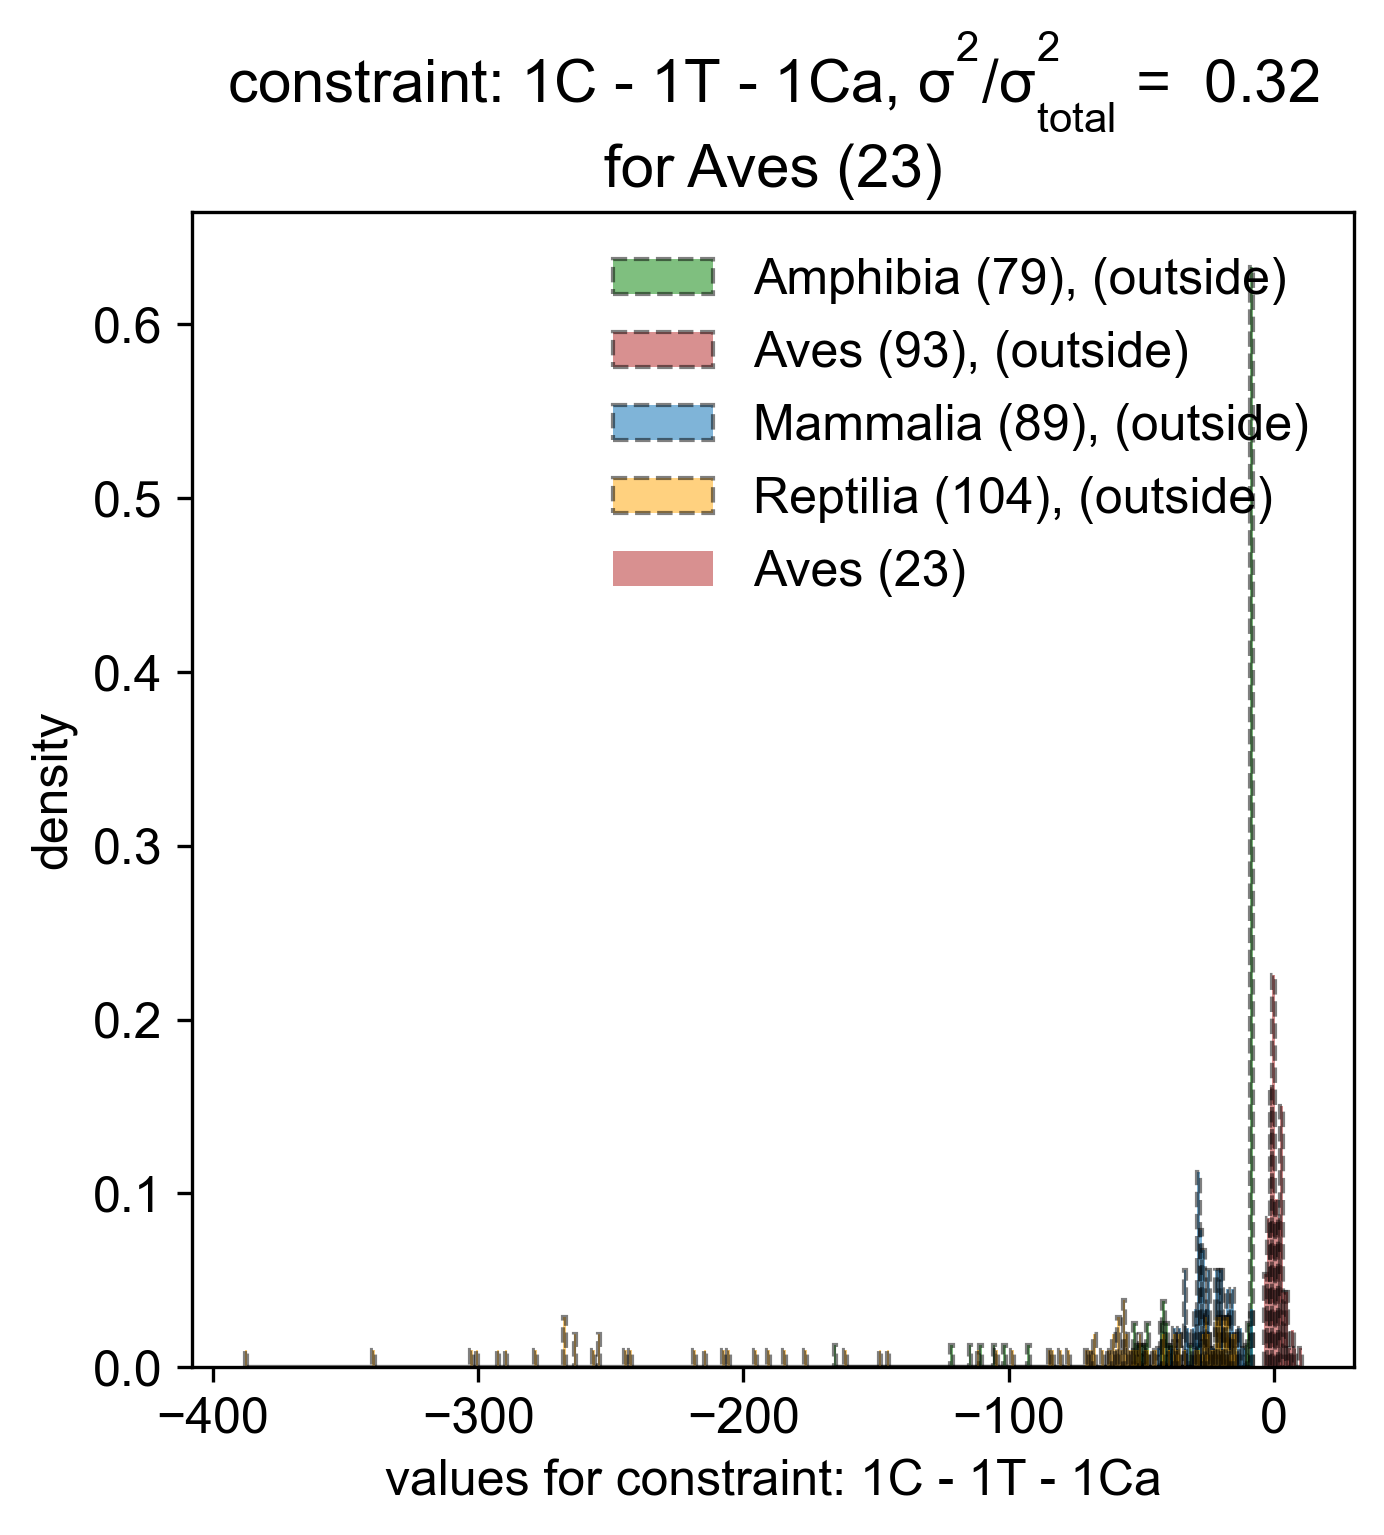 constraint: 1C - 1T - 1Ca, σ²/σ²total = 0.32
for Aves (23)
Amphibia (79), (outside)
Aves (93), (outside)
Mammalia (89), (outside)
Reptilia (104), (outside)
Aves (23)
density
0.6
0.5
0.4
0.3
0.2
0.1
0.0
−400 −300 −200 −100 0
values for constraint: 1C - 1T - 1Ca